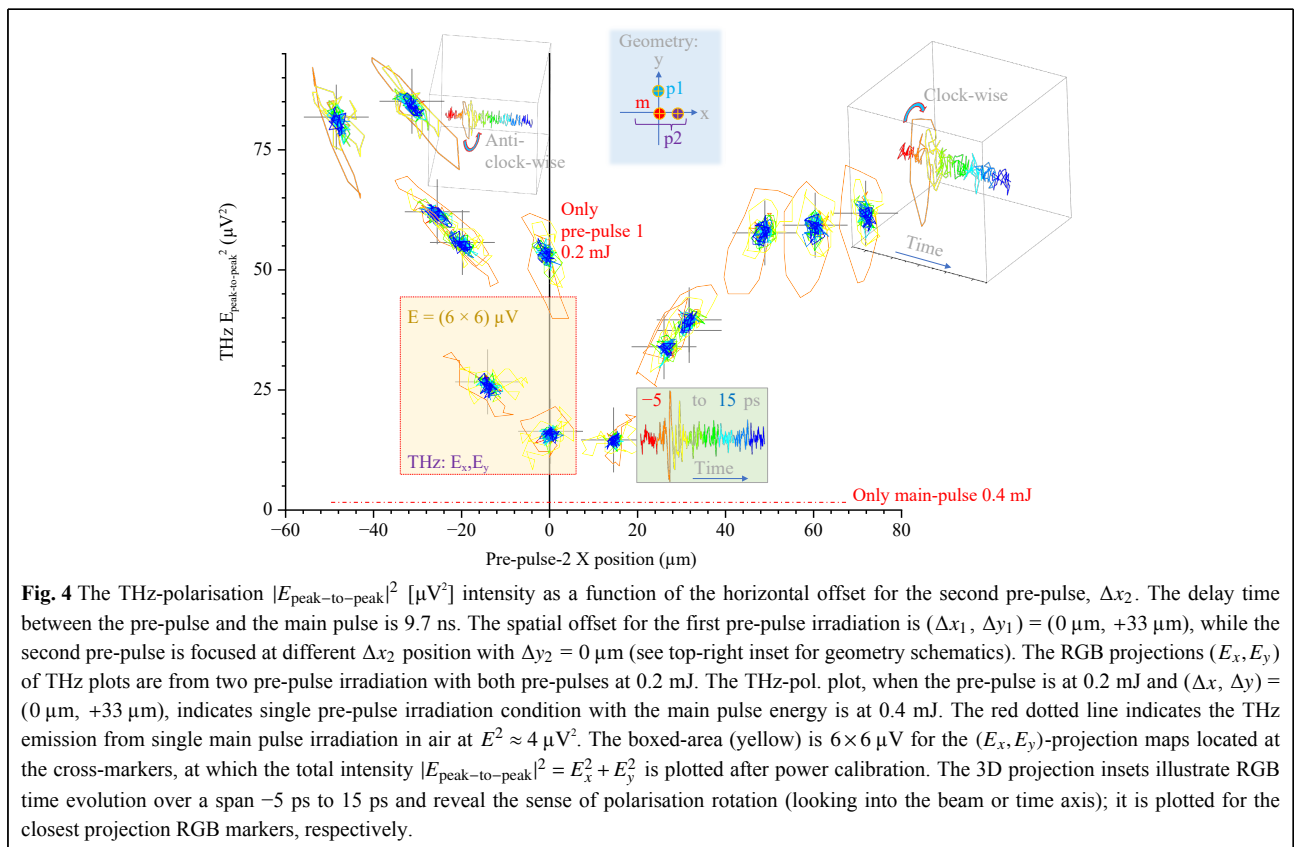 Geometry:
y
p1
m
x
p2
Clock-wise
Time
Anti-
clock-wise
Only
pre-pulse 1
0.2 mJ
E = (6 × 6) μV
THz: Eₓ,Eᵧ
−5 to 15 ps
Time
Only main-pulse 0.4 mJ
THz E_peak-to-peak² (μV²)
75
50
25
0
−60 −40 −20 0 20 40 60 80
Pre-pulse-2 X position (μm)
Fig. 4 The THz-polarisation |E_peak−to−peak|² [μV²] intensity as a function of the horizontal offset for the second pre-pulse, Δx₂. The delay time
between the pre-pulse and the main pulse is 9.7 ns. The spatial offset for the first pre-pulse irradiation is (Δx₁, Δy₁) = (0 μm, +33 μm), while the
second pre-pulse is focused at different Δx₂ position with Δy₂ = 0 μm (see top-right inset for geometry schematics). The RGB projections (Eₓ,Eᵧ)
of THz plots are from two pre-pulse irradiation with both pre-pulses at 0.2 mJ. The THz-pol. plot, when the pre-pulse is at 0.2 mJ and (Δx, Δy) =
(0 μm, +33 μm), indicates single pre-pulse irradiation condition with the main pulse energy is at 0.4 mJ. The red dotted line indicates the THz
emission from single main pulse irradiation in air at E² ≈ 4 μV². The boxed-area (yellow) is 6×6 μV for the (Eₓ,Eᵧ)-projection maps located at
the cross-markers, at which the total intensity |E_peak−to−peak|² = Eₓ² + Eᵧ² is plotted after power calibration. The 3D projection insets illustrate RGB
time evolution over a span −5 ps to 15 ps and reveal the sense of polarisation rotation (looking into the beam or time axis); it is plotted for the
closest projection RGB markers, respectively.